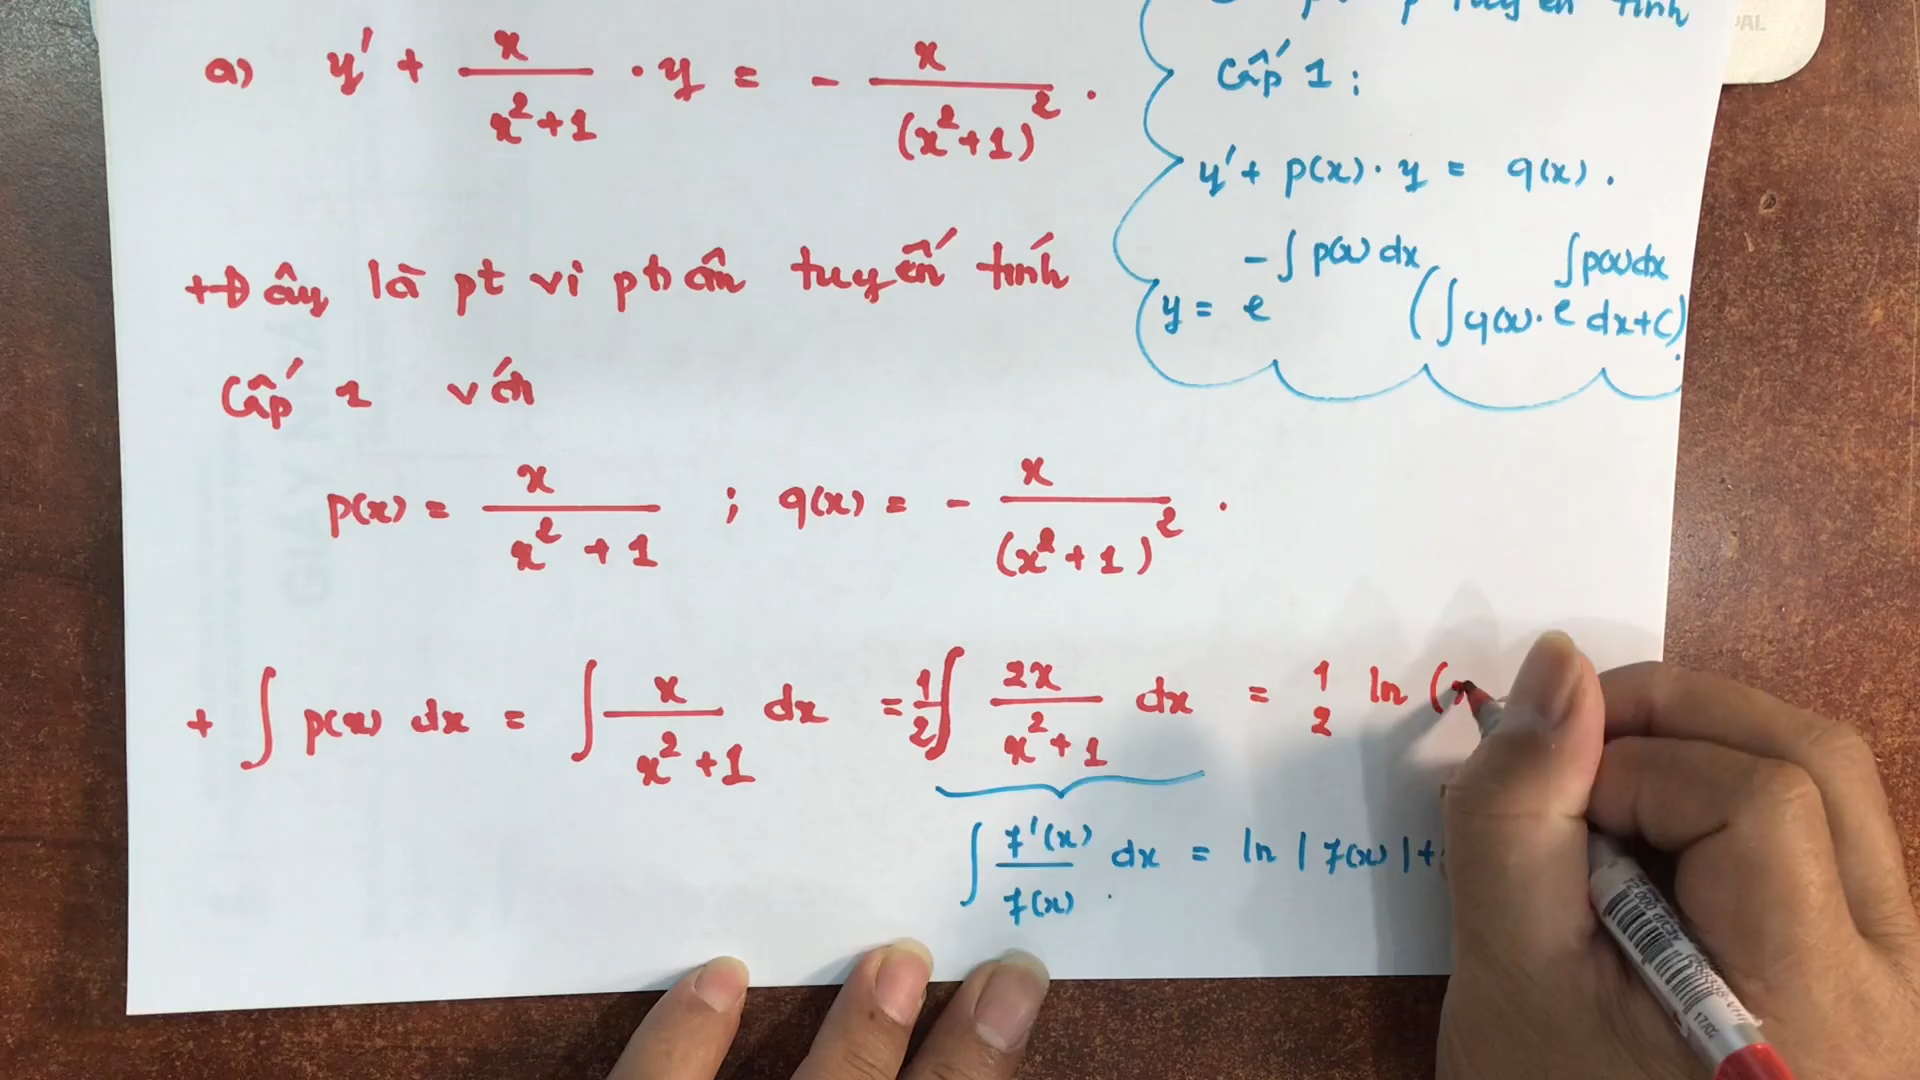 a) y' + x/(x²+1) · y = - x/(x²+1)² .
tuyến tính
Cấp 1 :
y' + p(x) · y = q(x) .
y = e^(-∫p(x)dx) (∫q(x)·e^(∫p(x)dx) dx + C) .
+ Đây là pt vi phân tuyến tính
Cấp 1 với
p(x) = x/(x²+1) ; q(x) = - x/(x²+1)² .
+ ∫ p(x) dx = ∫ x/(x²+1) dx = 1/2 ∫ 2x/(x²+1) dx = 1/2 ln (x
∫ f'(x)/f(x) dx = ln | f(x) | +